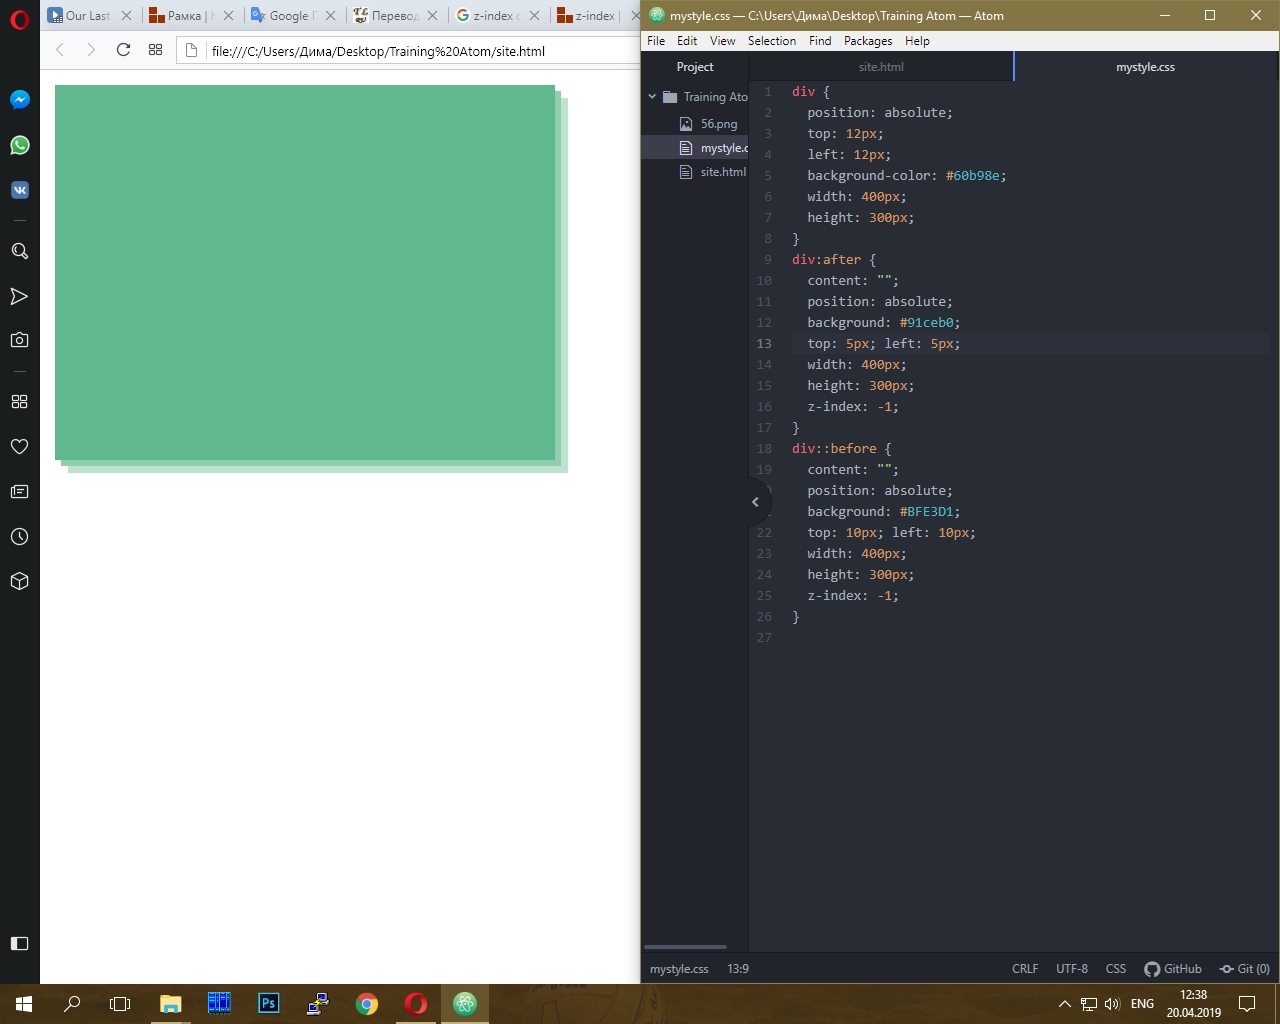 Our Last
Рамка | h
Google П
Перевод
z-index c
z-index |
file:///C:/Users/Дима/Desktop/Training%20Atom/site.html
mystyle.css — C:\Users\Дима\Desktop\Training Atom — Atom
File Edit View Selection Find Packages Help
Project
Training Ato
56.png
mystyle.c
site.html
site.html
mystyle.css
1 div {
2 position: absolute;
3 top: 12px;
4 left: 12px;
5 background-color: #60b98e;
6 width: 400px;
7 height: 300px;
8 }
9 div:after {
10 content: "";
11 position: absolute;
12 background: #91ceb0;
13 top: 5px; left: 5px;
14 width: 400px;
15 height: 300px;
16 z-index: -1;
17 }
18 div::before {
19 content: "";
position: absolute;
background: #BFE3D1;
22 top: 10px; left: 10px;
23 width: 400px;
24 height: 300px;
25 z-index: -1;
26 }
27
mystyle.css 13:9
CRLF UTF-8 CSS GitHub Git (0)
Ps
ENG
12:38
20.04.2019